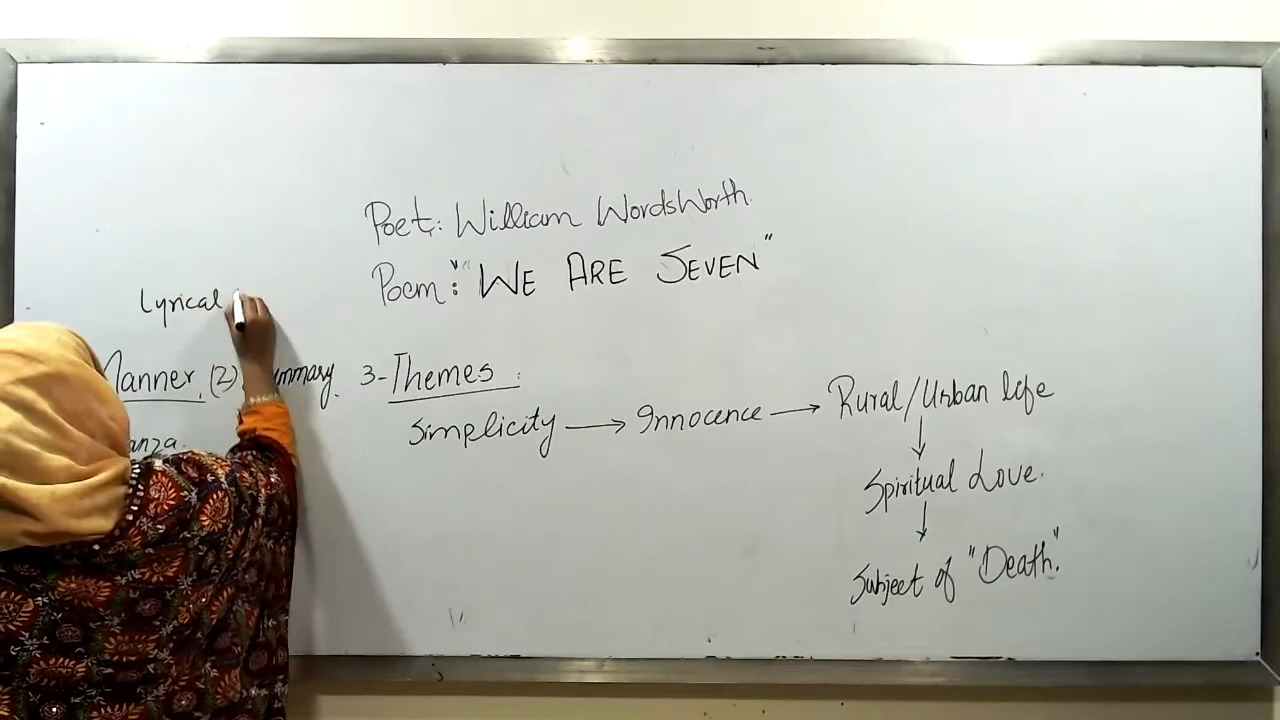 Poet: William WordsWorth.
Poem: "WE ARE SEVEN"
Lyrical
Manner. (2) 3-Themes:
Simplicity → Innocence → Rural/Urban life
↓
Spiritual Love.
↓
Subject of "Death."